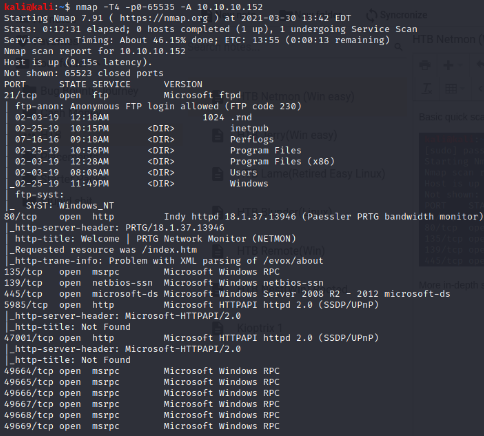 kali@kali:~$ nmap -T4 -p0-65535 -A 10.10.10.152
Starting Nmap 7.91 ( https://nmap.org ) at 2021-03-30 13:42 EDT
Stats: 0:12:31 elapsed; 0 hosts completed (1 up), 1 undergoing Service Scan
Service scan Timing: About 46.15% done; ETC: 13:55 (0:00:13 remaining)
Nmap scan report for 10.10.10.152
Host is up (0.15s latency).
Not shown: 65523 closed ports
PORT      STATE SERVICE      VERSION
21/tcp    open  ftp          Microsoft ftpd
| ftp-anon: Anonymous FTP login allowed (FTP code 230)
| 02-03-19  12:18AM                 1024 .rnd
| 02-25-19  10:15PM       <DIR>          inetpub
| 07-16-16  09:18AM       <DIR>          PerfLogs
| 02-25-19  10:56PM       <DIR>          Program Files
| 02-03-19  12:28AM       <DIR>          Program Files (x86)
| 02-03-19  08:08AM       <DIR>          Users
|_02-25-19  11:49PM       <DIR>          Windows
| ftp-syst:
|_  SYST: Windows_NT
80/tcp    open  http         Indy httpd 18.1.37.13946 (Paessler PRTG bandwidth monitor)
|_http-server-header: PRTG/18.1.37.13946
| http-title: Welcome | PRTG Network Monitor (NETMON)
|_Requested resource was /index.htm
|_http-trane-info: Problem with XML parsing of /evox/about
135/tcp   open  msrpc        Microsoft Windows RPC
139/tcp   open  netbios-ssn  Microsoft Windows netbios-ssn
445/tcp   open  microsoft-ds Microsoft Windows Server 2008 R2 - 2012 microsoft-ds
5985/tcp  open  http         Microsoft HTTPAPI httpd 2.0 (SSDP/UPnP)
|_http-server-header: Microsoft-HTTPAPI/2.0
|_http-title: Not Found
47001/tcp open  http         Microsoft HTTPAPI httpd 2.0 (SSDP/UPnP)
|_http-server-header: Microsoft-HTTPAPI/2.0
|_http-title: Not Found
49664/tcp open  msrpc        Microsoft Windows RPC
49665/tcp open  msrpc        Microsoft Windows RPC
49666/tcp open  msrpc        Microsoft Windows RPC
49667/tcp open  msrpc        Microsoft Windows RPC
49668/tcp open  msrpc        Microsoft Windows RPC
49669/tcp open  msrpc        Microsoft Windows RPC